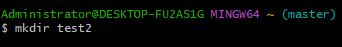 Administrator@DESKTOP-FU2AS1G MINGW64 ~ (master)
$ mkdir test2